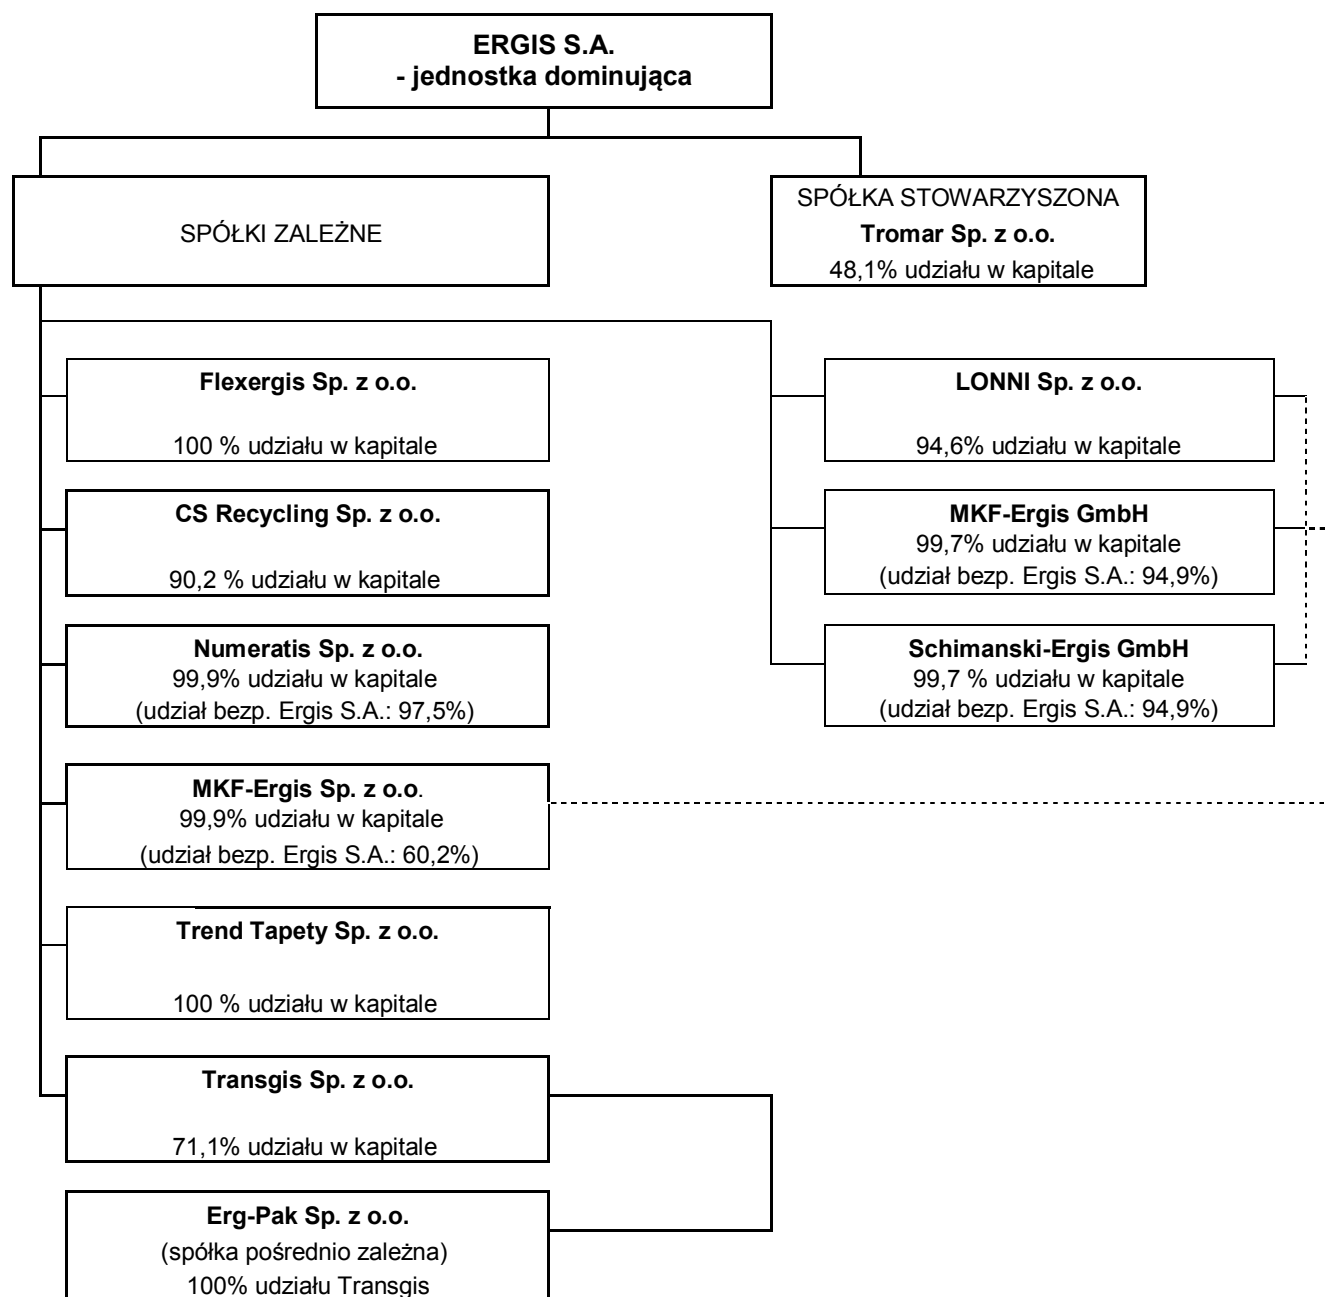 ERGIS S.A.
- jednostka dominująca
SPÓŁKI ZALEŻNE
SPÓŁKA STOWARZYSZONA
Tromar Sp. z o.o.
48,1% udziału w kapitale
Flexergis Sp. z o.o.
100 % udziału w kapitale
CS Recycling Sp. z o.o.
90,2 % udziału w kapitale
Numeratis Sp. z o.o.
99,9% udziału w kapitale
(udział bezp. Ergis S.A.: 97,5%)
MKF-Ergis Sp. z o.o.
99,9% udziału w kapitale
(udział bezp. Ergis S.A.: 60,2%)
Trend Tapety Sp. z o.o.
100 % udziału w kapitale
Transgis Sp. z o.o.
71,1% udziału w kapitale
Erg-Pak Sp. z o.o.
(spółka pośrednio zależna)
100% udziału Transgis
LONNI Sp. z o.o.
94,6% udziału w kapitale
MKF-Ergis GmbH
99,7% udziału w kapitale
(udział bezp. Ergis S.A.: 94,9%)
Schimanski-Ergis GmbH
99,7 % udziału w kapitale
(udział bezp. Ergis S.A.: 94,9%)